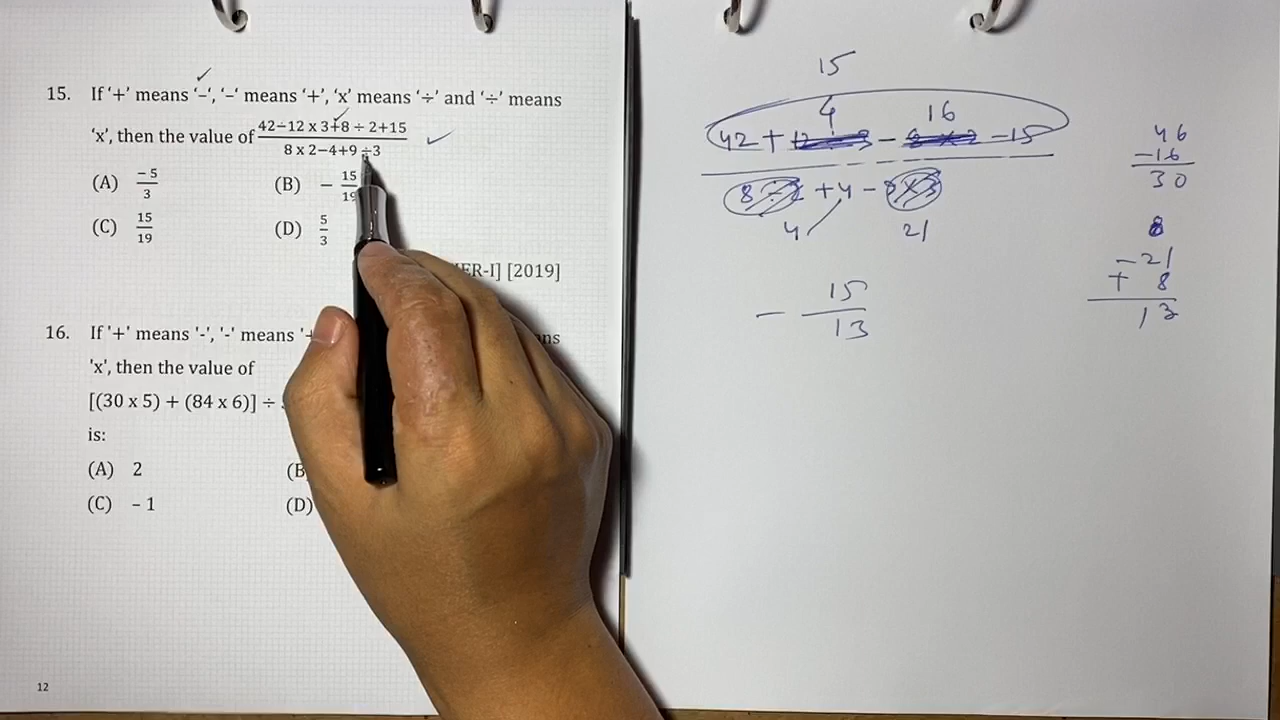 15. If '+' means '–', '–' means '+', 'x' means '÷' and '÷' means
'x', then the value of
42÷12 x 3+8 ÷ 2+15
8 x 2–4+9 ÷3
(A) –5
3
(B) – 15
19
(C) 15
19
(D) 5
3
[2019]
16. If '+' means '-', '-' means
'x', then the value of
[(30 x 5) + (84 x 6)] ÷
is:
(A) 2
(C) – 1
(D)
12
15
4 16
42 + – –15
+4 –
4 21
– 15
13
46
–16
30
8
–21
+ 8
13